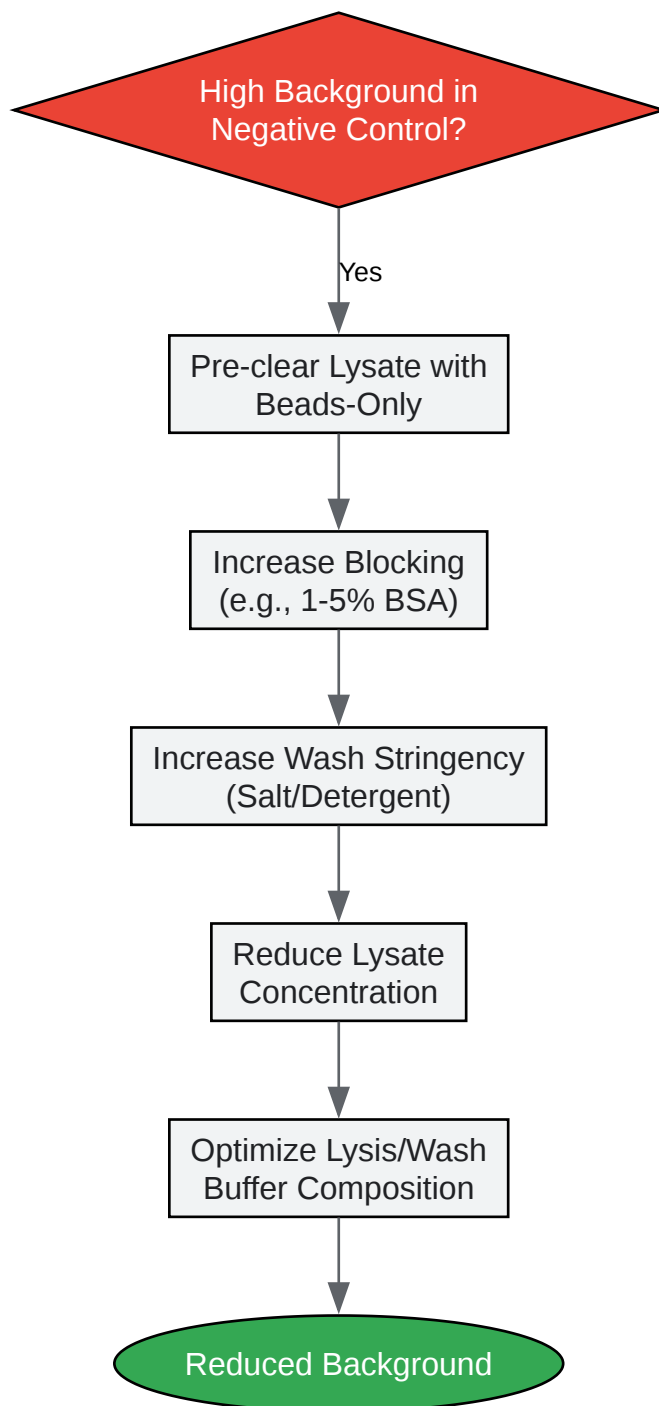 High Background in
Negative Control?
Yes
Pre-clear Lysate with
Beads-Only
Increase Blocking
(e.g., 1-5% BSA)
Increase Wash Stringency
(Salt/Detergent)
Reduce Lysate
Concentration
Optimize Lysis/Wash
Buffer Composition
Reduced Background